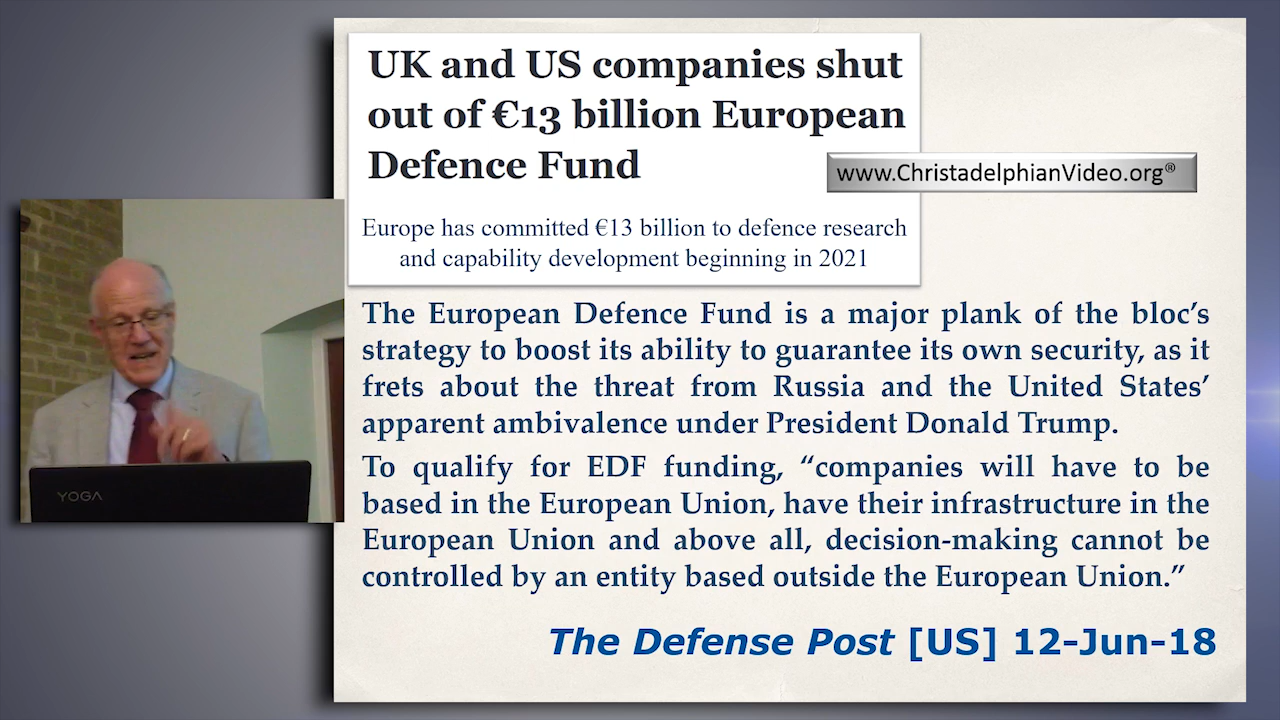 UK and US companies shut
out of €13 billion European
Defence Fund
www.ChristadelphianVideo.org®
Europe has committed €13 billion to defence research
and capability development beginning in 2021
The European Defence Fund is a major plank of the bloc's
strategy to boost its ability to guarantee its own security, as it
frets about the threat from Russia and the United States'
apparent ambivalence under President Donald Trump.
To qualify for EDF funding, “companies will have to be
based in the European Union, have their infrastructure in the
European Union and above all, decision-making cannot be
controlled by an entity based outside the European Union.”
The Defense Post [US] 12-Jun-18
YOGA